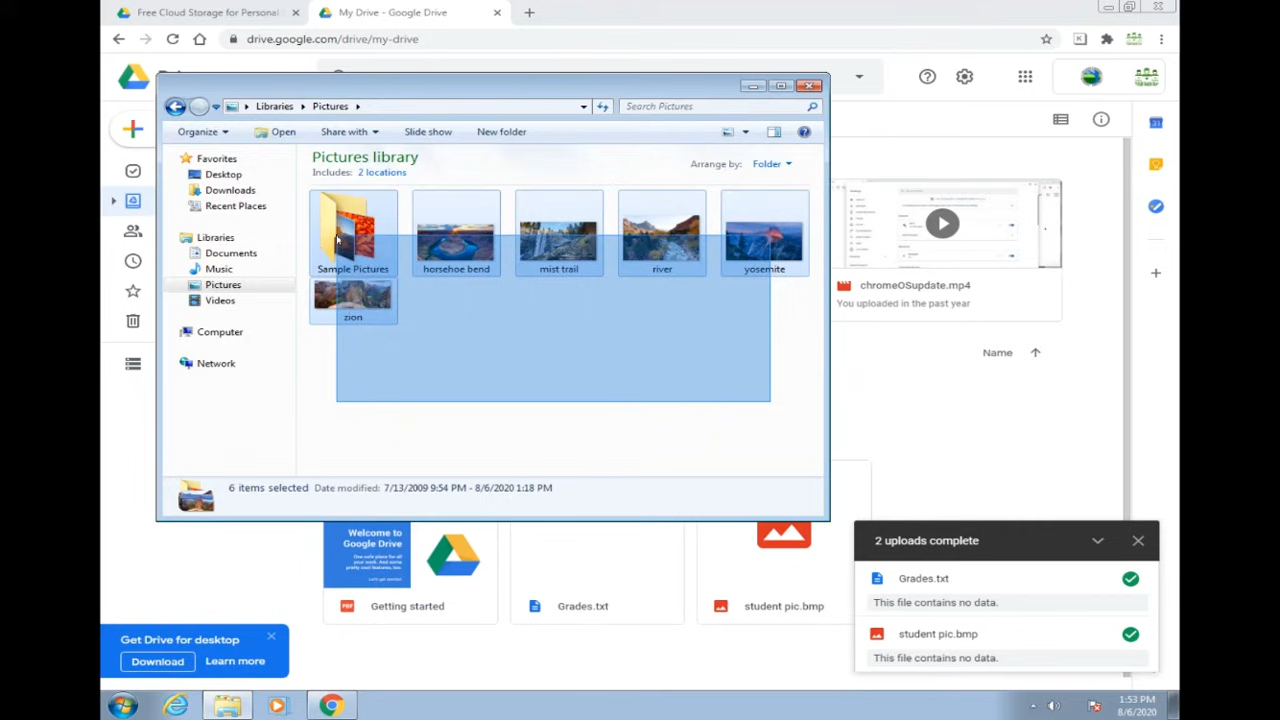 Free Cloud Storage for Personal
My Drive - Google Drive
drive.google.com/drive/my-drive
Libraries
Pictures
Search Pictures
Organize
Open
Share with
Slide show
New folder
Favorites
Desktop
Downloads
Recent Places
Libraries
Documents
Music
Pictures
Videos
Computer
Network
Pictures library
Includes: 2 locations
Arrange by: Folder
Sample Pictures
horsehoe bend
mist trail
river
yosemite
zion
6 items selected Date modified: 7/13/2009 9:54 PM - 8/6/2020 1:18 PM
chromeOSupdate.mp4
You uploaded in the past year
Name
Welcome to
Google Drive
Getting started
Grades.txt
student pic.bmp
2 uploads complete
Grades.txt
This file contains no data.
student pic.bmp
This file contains no data.
Get Drive for desktop
Download
Learn more
1:53 PM
8/6/2020